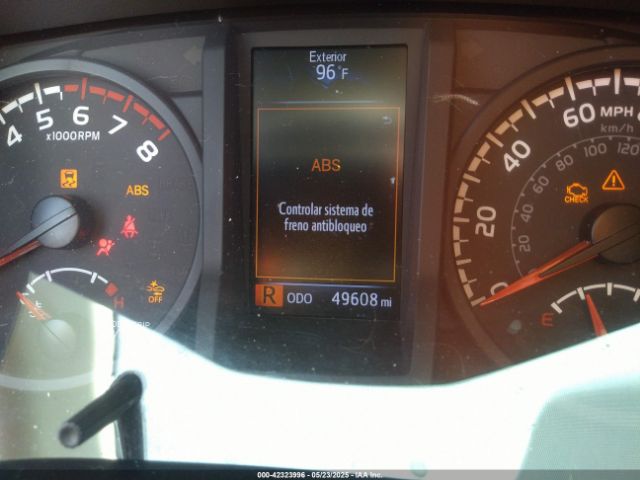 Exterior
96°F
ABS
Controlar sistema de
freno antibloqueo
R ODO 49608 mi
4 5 6 7 8
x1000RPM
ABS
OFF
H
0 20 40 60 MPH
km/h
20 40 60 80 100 120
CHECK
E
000-42323996 - 05/23/2025 - IAA Inc.